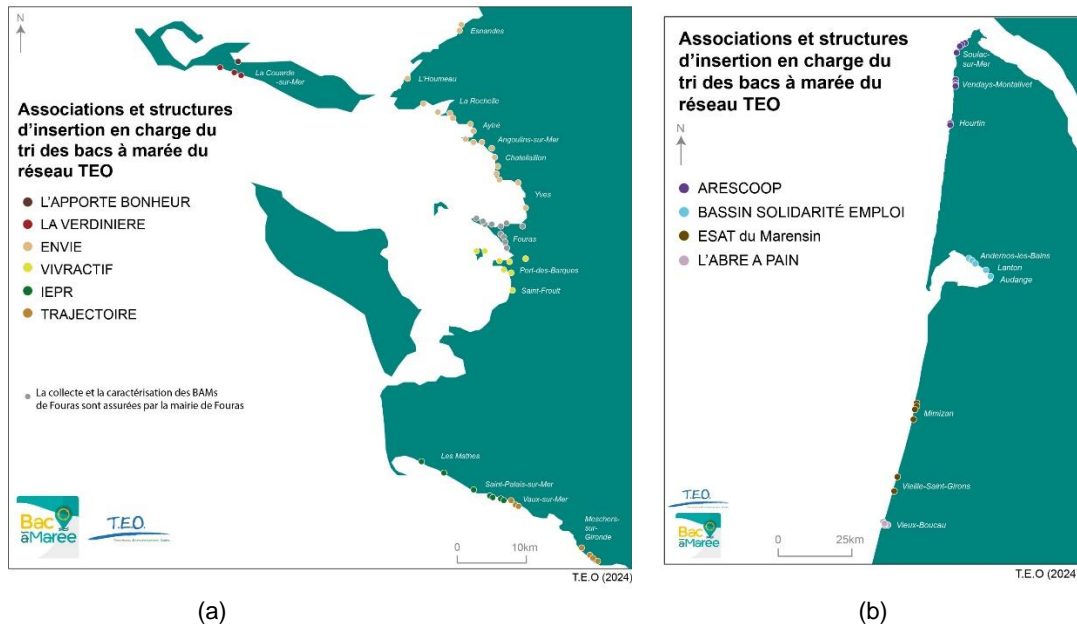 N
Associations et structures
d'insertion en charge du
tri des bacs à marée du
réseau TEO
L'APPORTE BONHEUR
LA VERDINIERE
ENVIE
VIVRACTIF
IEPR
TRAJECTOIRE
La collecte et la caractérisation des BAMs
de Fouras sont assurées par la mairie de Fouras
Esnandes
La Couarde
-sur-Mer
L'Houmeau
La Rochelle
Aytré
Angoulins-sur-Mer
Chatellaillon
Yves
Fouras
Port-des-Barques
Saint-Froult
Les Mathes
Saint-Palais-sur-Mer
Vaux-sur-Mer
Meschers-
sur-
Gironde
Bac
àMarée
T.E.O.
0 10km
T.E.O (2024)
(a)
Associations et structures
d'insertion en charge du
tri des bacs à marée du
réseau TEO
N
ARESCOOP
BASSIN SOLIDARITÉ EMPLOI
ESAT du Marensin
L'ABRE A PAIN
Soulac-
sur-Mer
Vendays-Montalivet
Hourtin
Andernos-les-Bains
Lanton
Audange
Mimizan
Vieille-Saint-Girons
Vieux-Boucau
T.E.O.
Bac
àMarée
0 25km
T.E.O (2024)
(b)